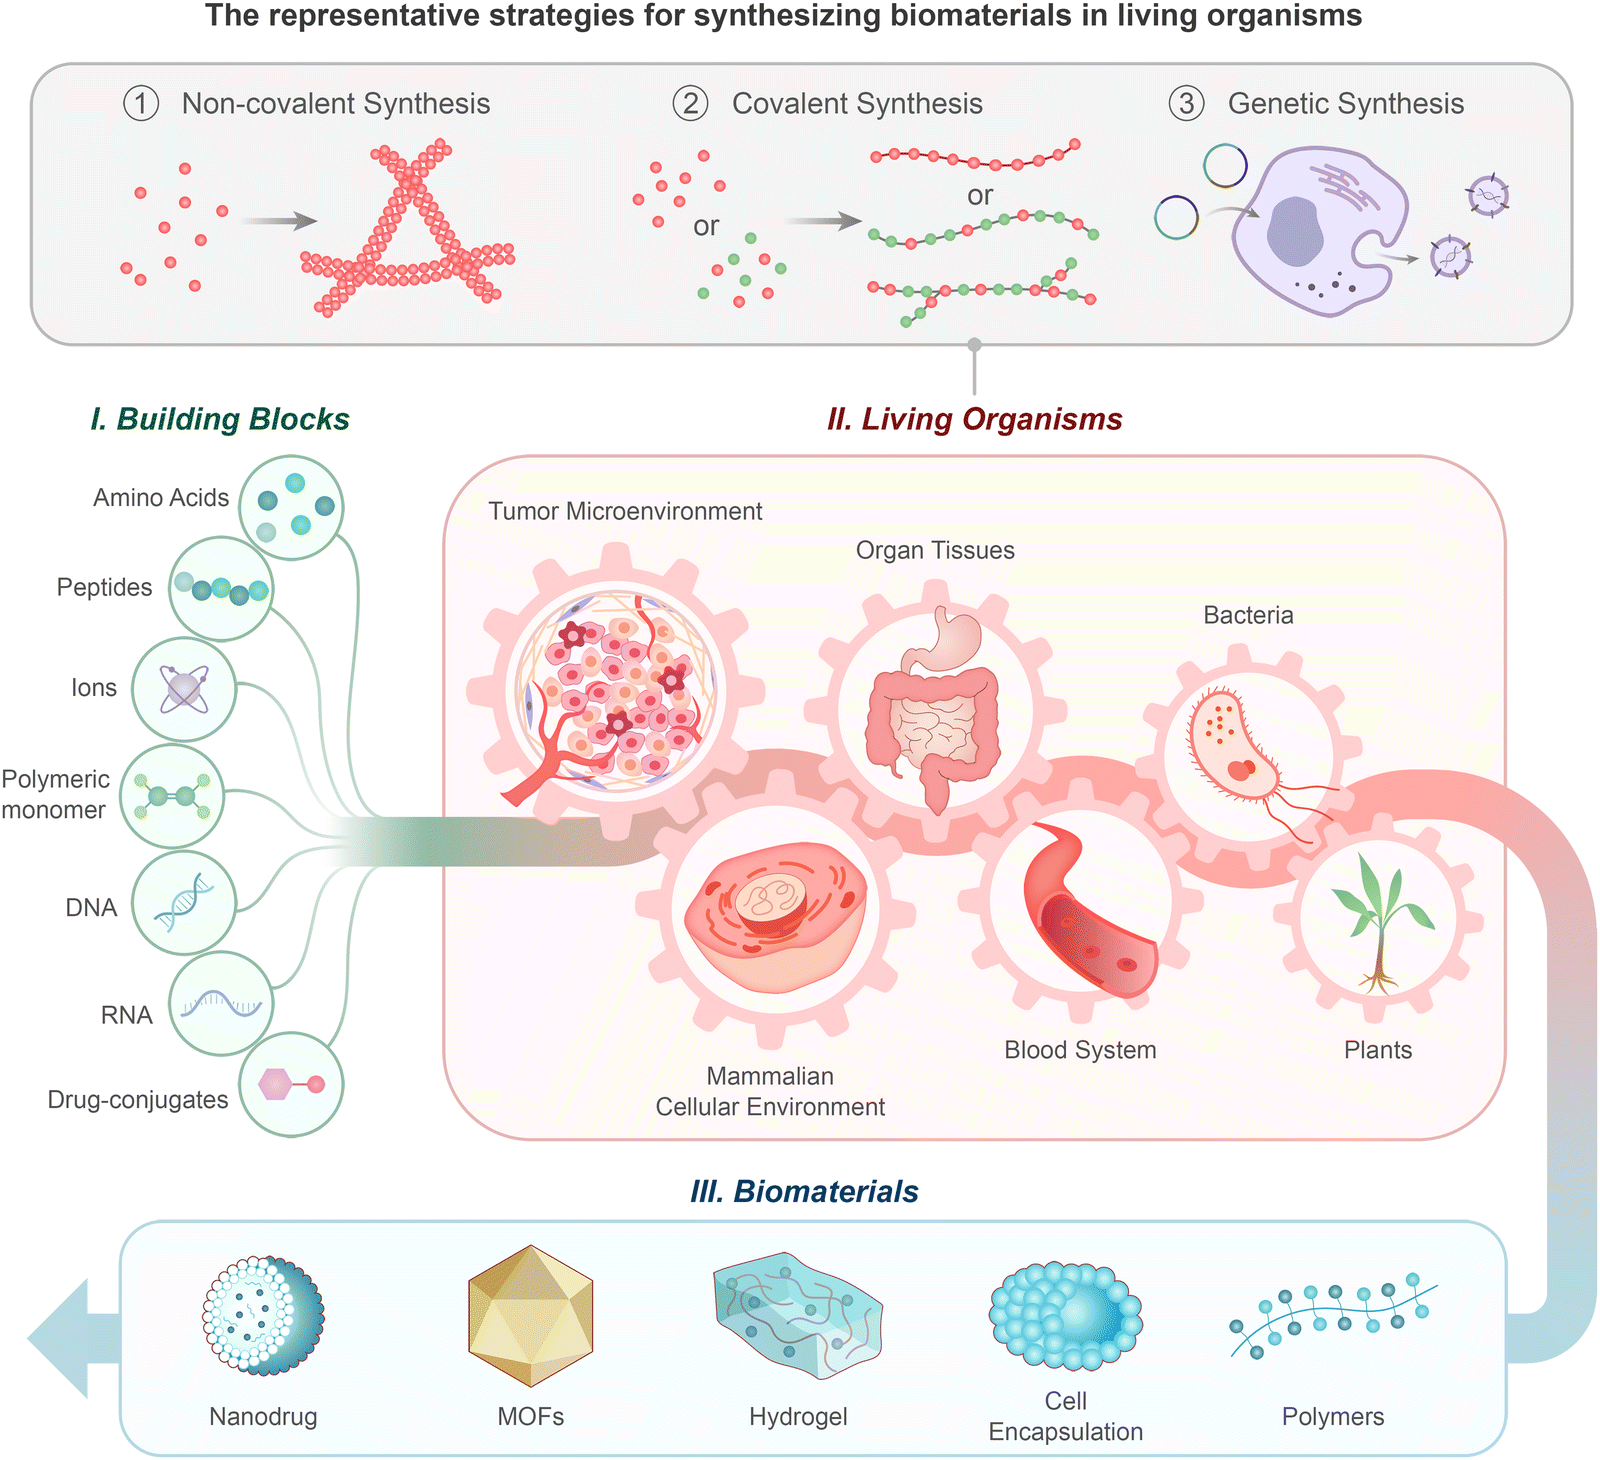 The representative strategies for synthesizing biomaterials in living organisms
1 Non-covalent Synthesis
2 Covalent Synthesis
3 Genetic Synthesis
or
or
I. Building Blocks
Amino Acids
Peptides
Ions
Polymeric
monomer
DNA
RNA
Drug-conjugates
II. Living Organisms
Tumor Microenvironment
Organ Tissues
Bacteria
Mammalian
Cellular Environment
Blood System
Plants
III. Biomaterials
Nanodrug
MOFs
Hydrogel
Cell
Encapsulation
Polymers